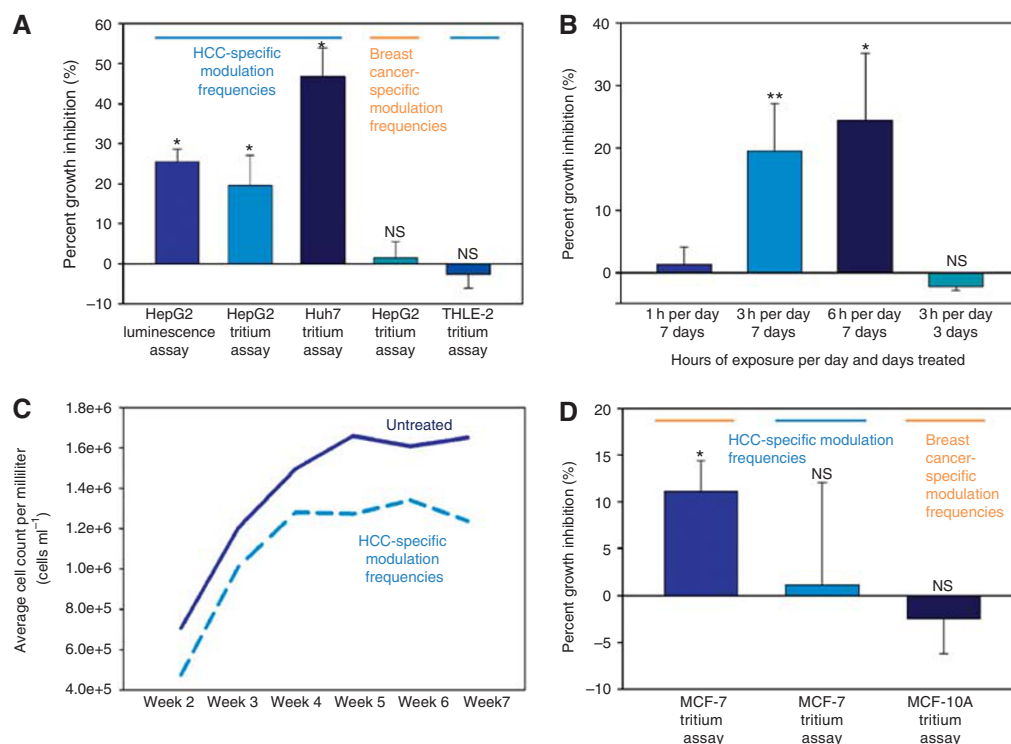 A
Percent growth inhibition (%)
60
50
40
30
20
10
0
–10
HCC-specific
modulation
frequencies
Breast
cancer-
specific
modulation
frequencies
*
*
*
NS
NS
HepG2
luminescence
assay
HepG2
tritium
assay
Huh7
tritium
assay
HepG2
tritium
assay
THLE-2
tritium
assay
B
Percent growth inhibition (%)
40
30
20
10
0
**
*
NS
1 h per day
7 days
3 h per day
7 days
6 h per day
7 days
3 h per day
3 days
Hours of exposure per day and days treated
C
Average cell count per milliliter
(cells ml–1)
1.8e+6
1.6e+6
1.4e+6
1.2e+6
1.0e+6
8.0e+5
6.0e+5
4.0e+5
Untreated
HCC-specific
modulation
frequencies
Week 2
Week 3
Week 4
Week 5
Week 6
Week7
D
Percent growth inhibition (%)
20
15
10
5
0
–5
–10
HCC-specific modulation
frequencies
Breast
cancer-
specific
modulation
frequencies
*
NS
NS
MCF-7
tritium
assay
MCF-7
tritium
assay
MCF-10A
tritium
assay